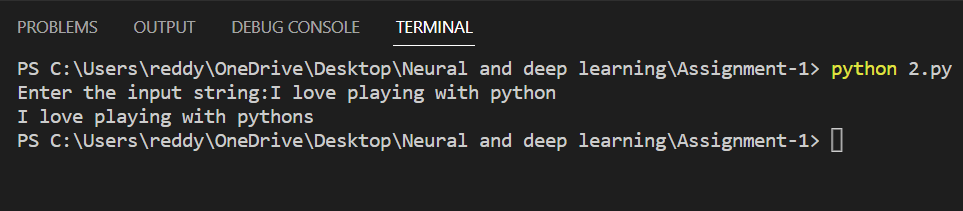 PROBLEMS OUTPUT DEBUG CONSOLE TERMINAL
PS C:\Users\reddy\OneDrive\Desktop\Neural and deep learning\Assignment-1> python 2.py
Enter the input string:I love playing with python
I love playing with pythons
PS C:\Users\reddy\OneDrive\Desktop\Neural and deep learning\Assignment-1>